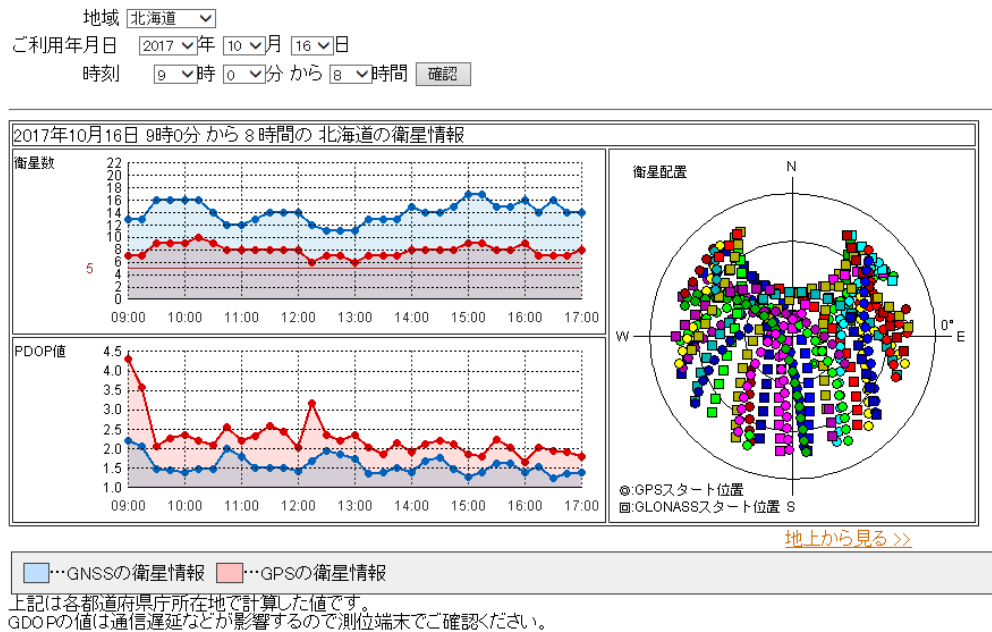 地域 北海道
ご利用年月日 2017 年 10 月 16 日
時刻 9 時 0 分 から 8 時間 確認
2017年10月16日 9時0分 から 8 時間の 北海道の衛星情報
衛星数
22
20
18
16
14
12
10
8
6
5
4
2
0
09:00 10:00 11:00 12:00 13:00 14:00 15:00 16:00 17:00
PDOP値
4.5
4.0
3.5
3.0
2.5
2.0
1.5
1.0
09:00 10:00 11:00 12:00 13:00 14:00 15:00 16:00 17:00
衛星配置
N
W
0°
E
◎:GPSスタート位置
回:GLONASSスタート位置 S
地上から見る >>
…GNSSの衛星情報 …GPSの衛星情報
上記は各都道府県庁所在地で計算した値です。
GDOPの値は通信遅延などが影響するので測位端末でご確認ください。